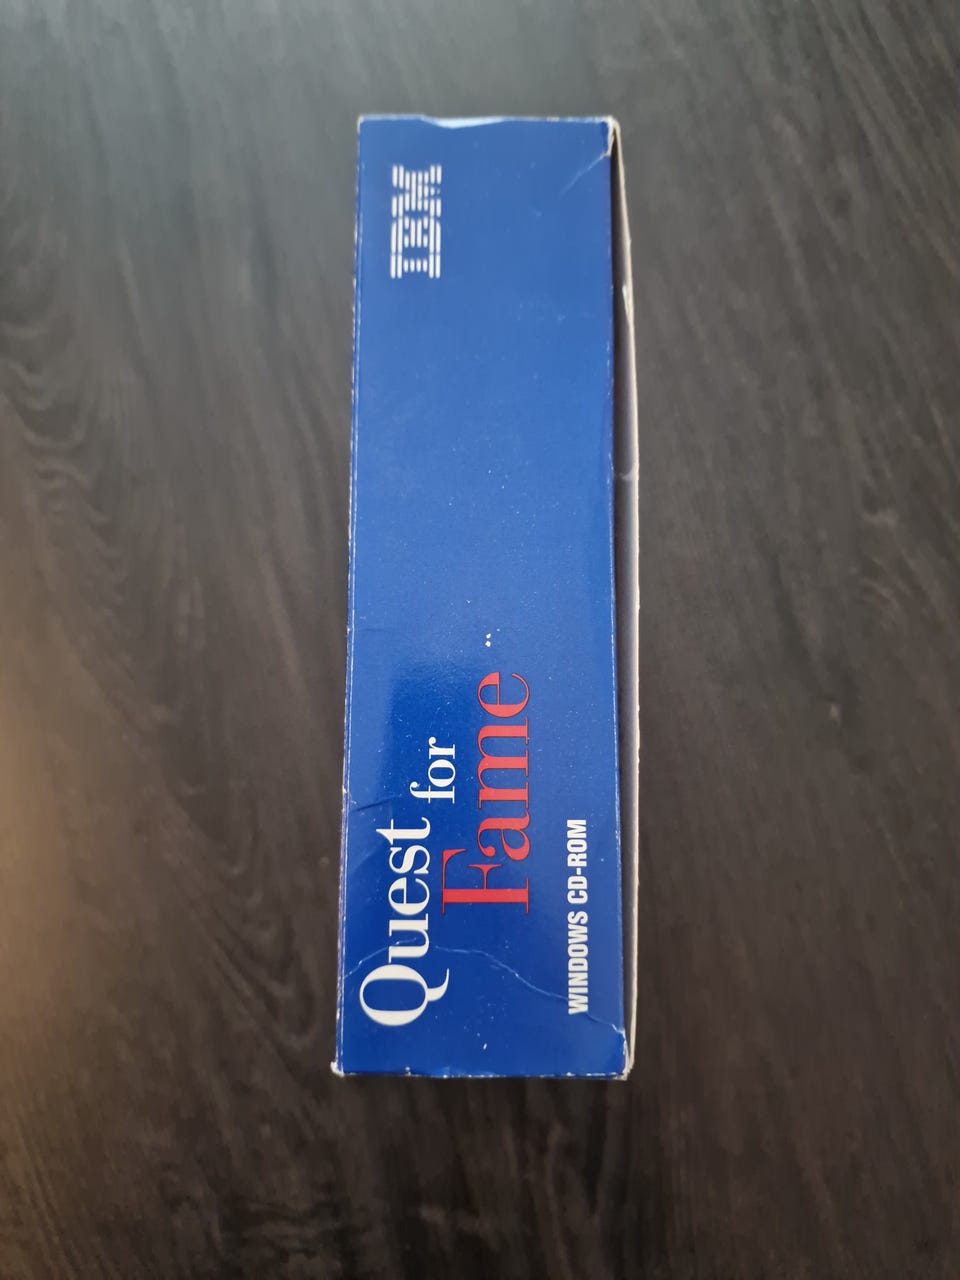 Quest for
Fame
WINDOWS CD-ROM
IBM